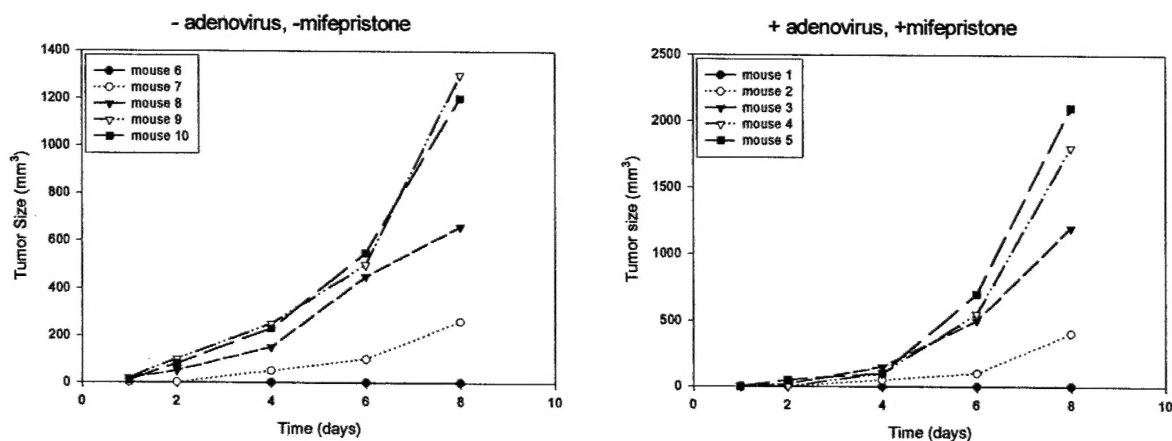 - adenovirus, -mifepristone
1400
1200
1000
800
600
400
200
0
Tumor Size (mm³)
mouse 6
mouse 7
mouse 8
mouse 9
mouse 10
0 2 4 6 8 10
Time (days)
+ adenovirus, +mifepristone
2500
2000
1500
1000
500
0
Tumor Size (mm³)
mouse 1
mouse 2
mouse 3
mouse 4
mouse 5
0 2 4 6 8 10
Time (days)